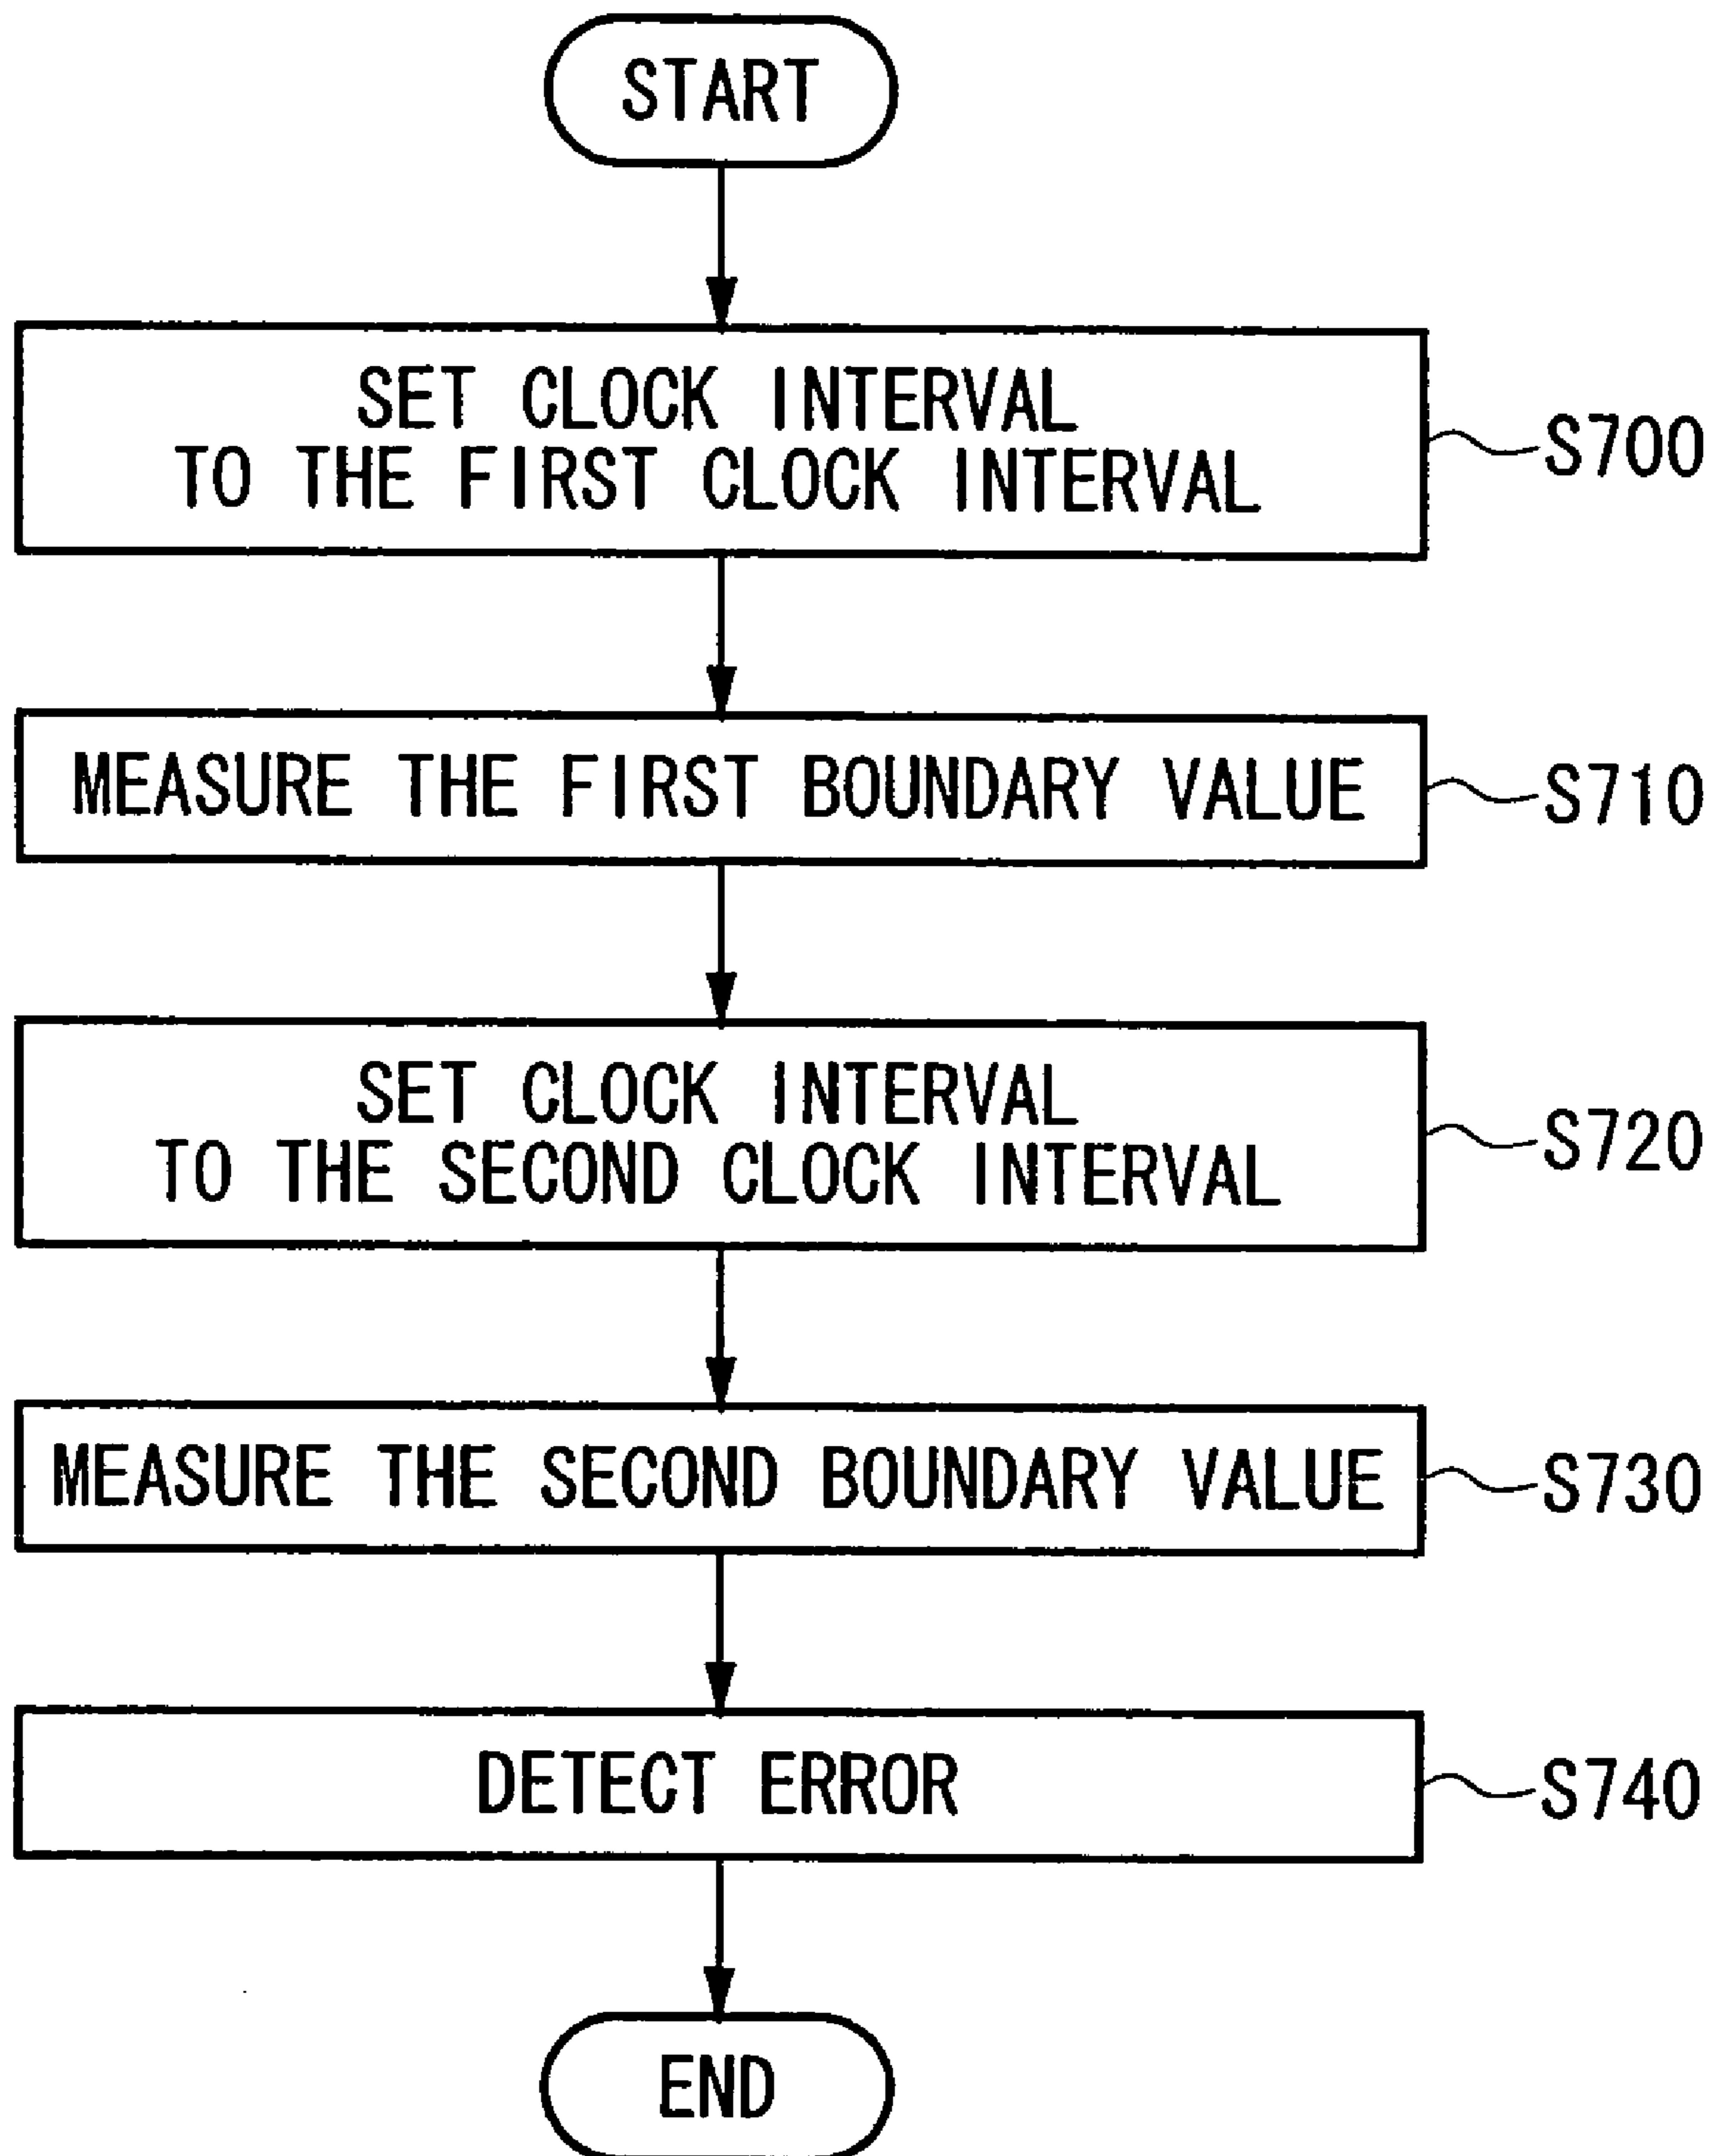 START
SET CLOCK INTERVAL
TO THE FIRST CLOCK INTERVAL
S700
MEASURE THE FIRST BOUNDARY VALUE
S710
SET CLOCK INTERVAL
TO THE SECOND CLOCK INTERVAL
S720
MEASURE THE SECOND BOUNDARY VALUE
S730
DETECT ERROR
S740
END